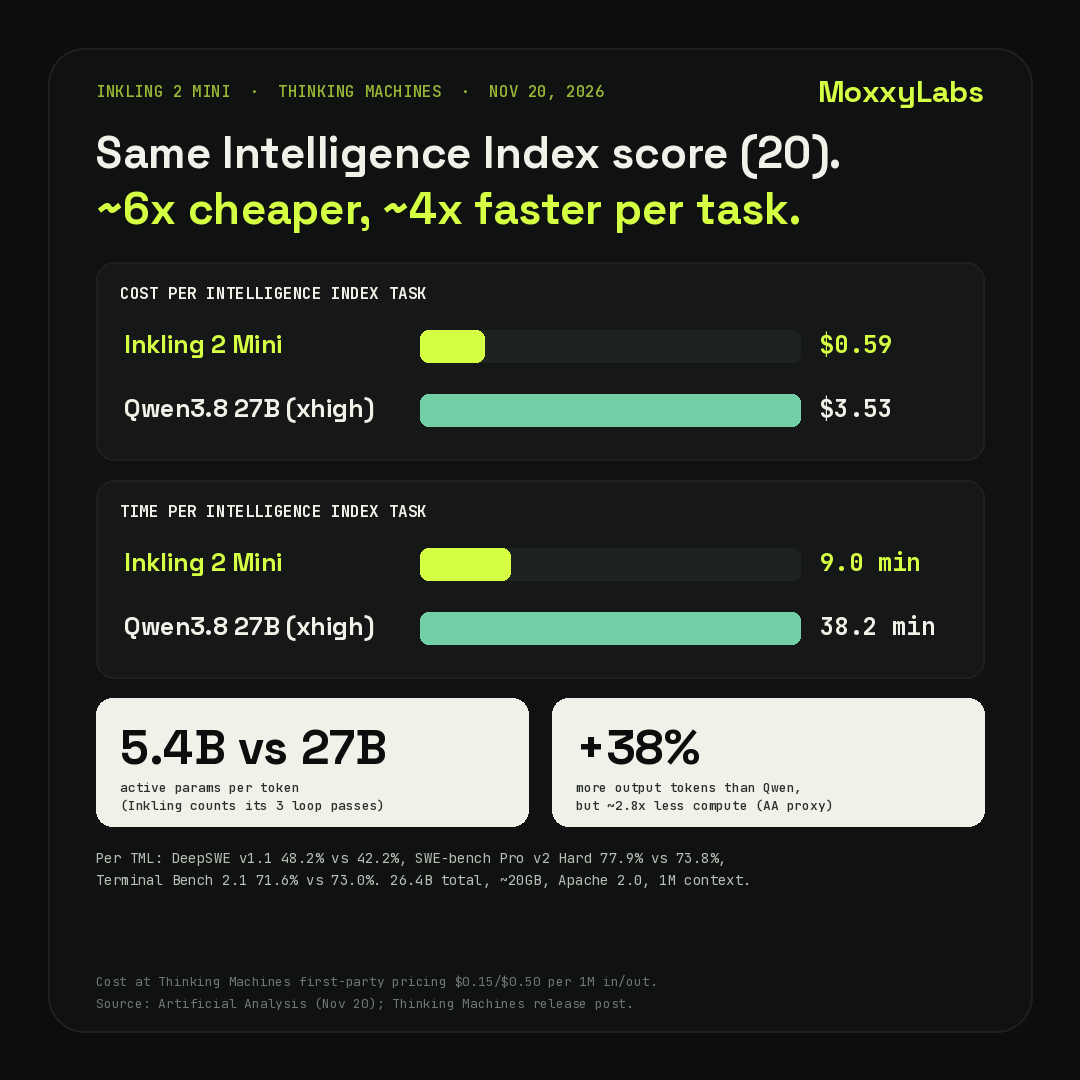 INKLING 2 MINI · THINKING MACHINES · NOV 20, 2026
MoxxyLabs
Same Intelligence Index score (20).
~6x cheaper, ~4x faster per task.
COST PER INTELLIGENCE INDEX TASK
Inkling 2 Mini $0.59
Qwen3.8 27B (xhigh) $3.53
TIME PER INTELLIGENCE INDEX TASK
Inkling 2 Mini 9.0 min
Qwen3.8 27B (xhigh) 38.2 min
5.4B vs 27B
active params per token
(Inkling counts its 3 loop passes)
+38%
more output tokens than Qwen,
but ~2.8x less compute (AA proxy)
Per TML: DeepSWE v1.1 48.2% vs 42.2%, SWE-bench Pro v2 Hard 77.9% vs 73.8%,
Terminal Bench 2.1 71.6% vs 73.0%. 26.4B total, ~20GB, Apache 2.0, 1M context.
Cost at Thinking Machines first-party pricing $0.15/$0.50 per 1M in/out.
Source: Artificial Analysis (Nov 20); Thinking Machines release post.